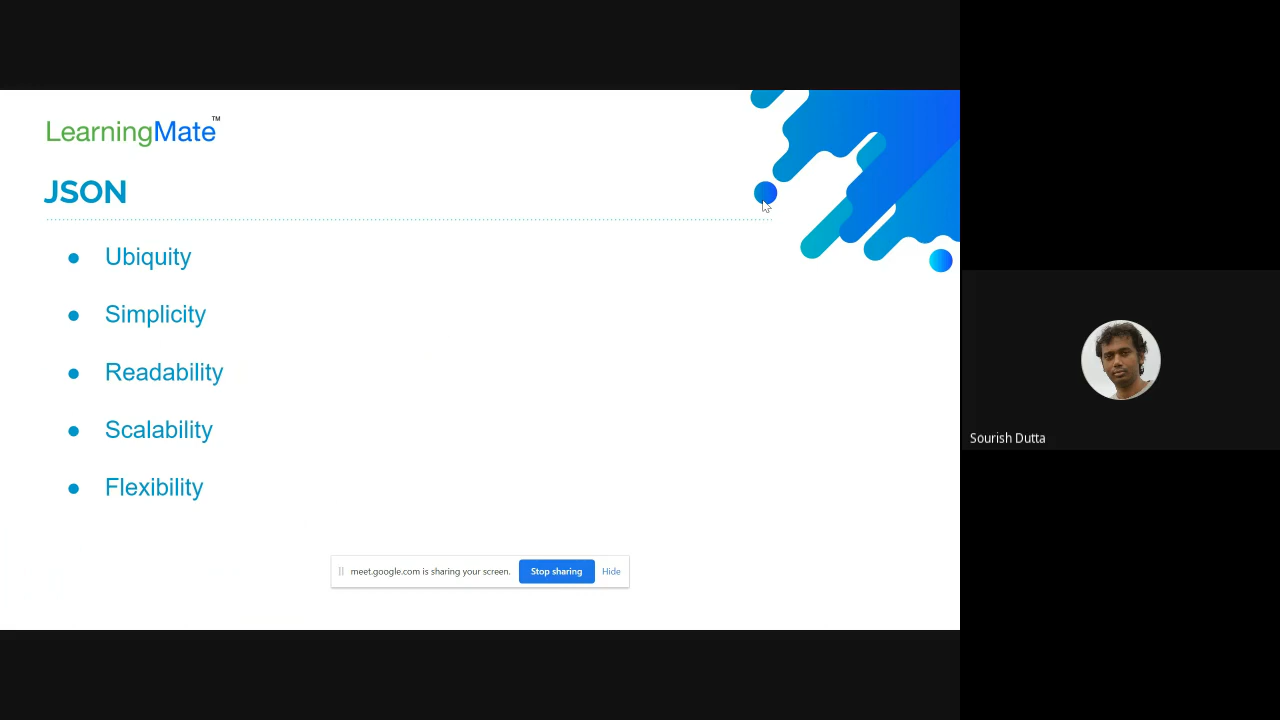 LearningMate™
JSON
● Ubiquity
● Simplicity
● Readability
● Scalability
● Flexibility
meet.google.com is sharing your screen. Stop sharing Hide
Sourish Dutta